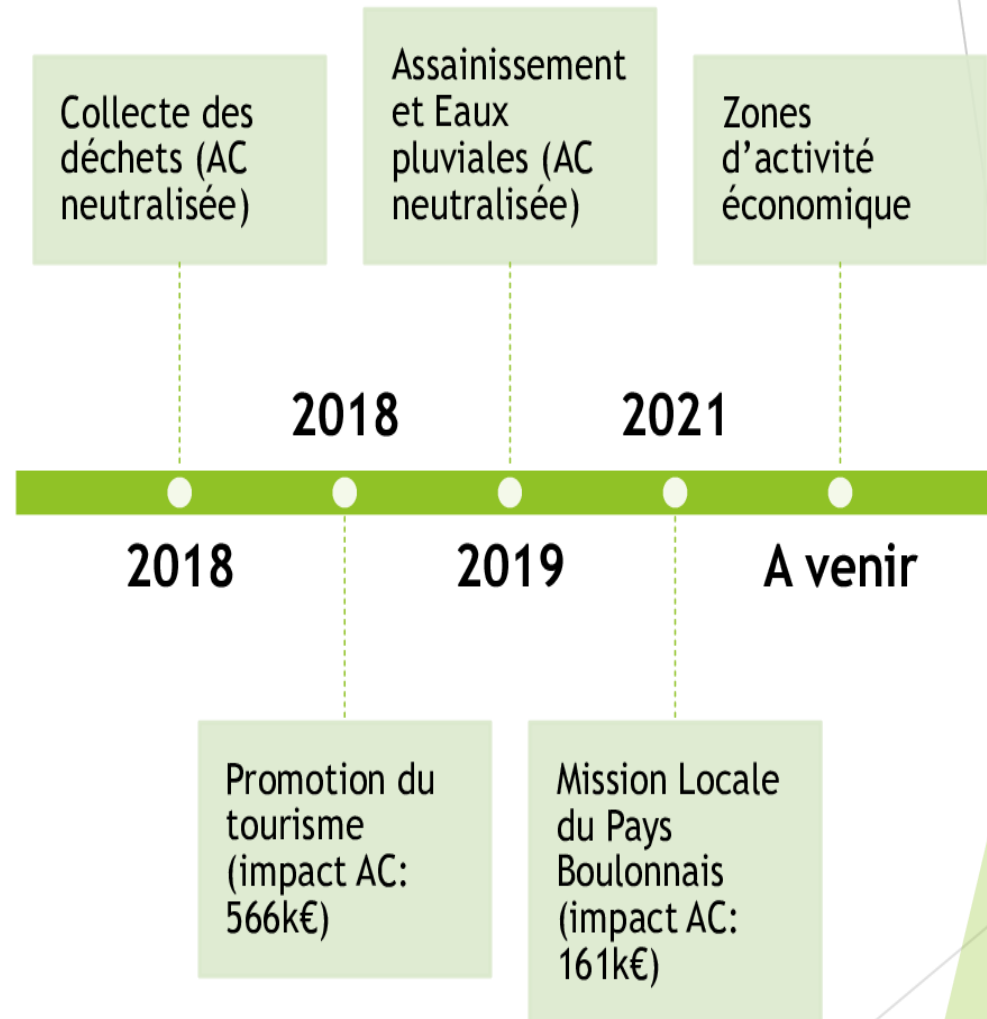 Collecte des
déchets (AC
neutralisée)
Assainissement
et Eaux
pluviales (AC
neutralisée)
Zones
d’activité
économique
2018
2021
2018
2019
A venir
Promotion du
tourisme
(impact AC:
566k€)
Mission Locale
du Pays
Boulonnais
(impact AC:
161k€)